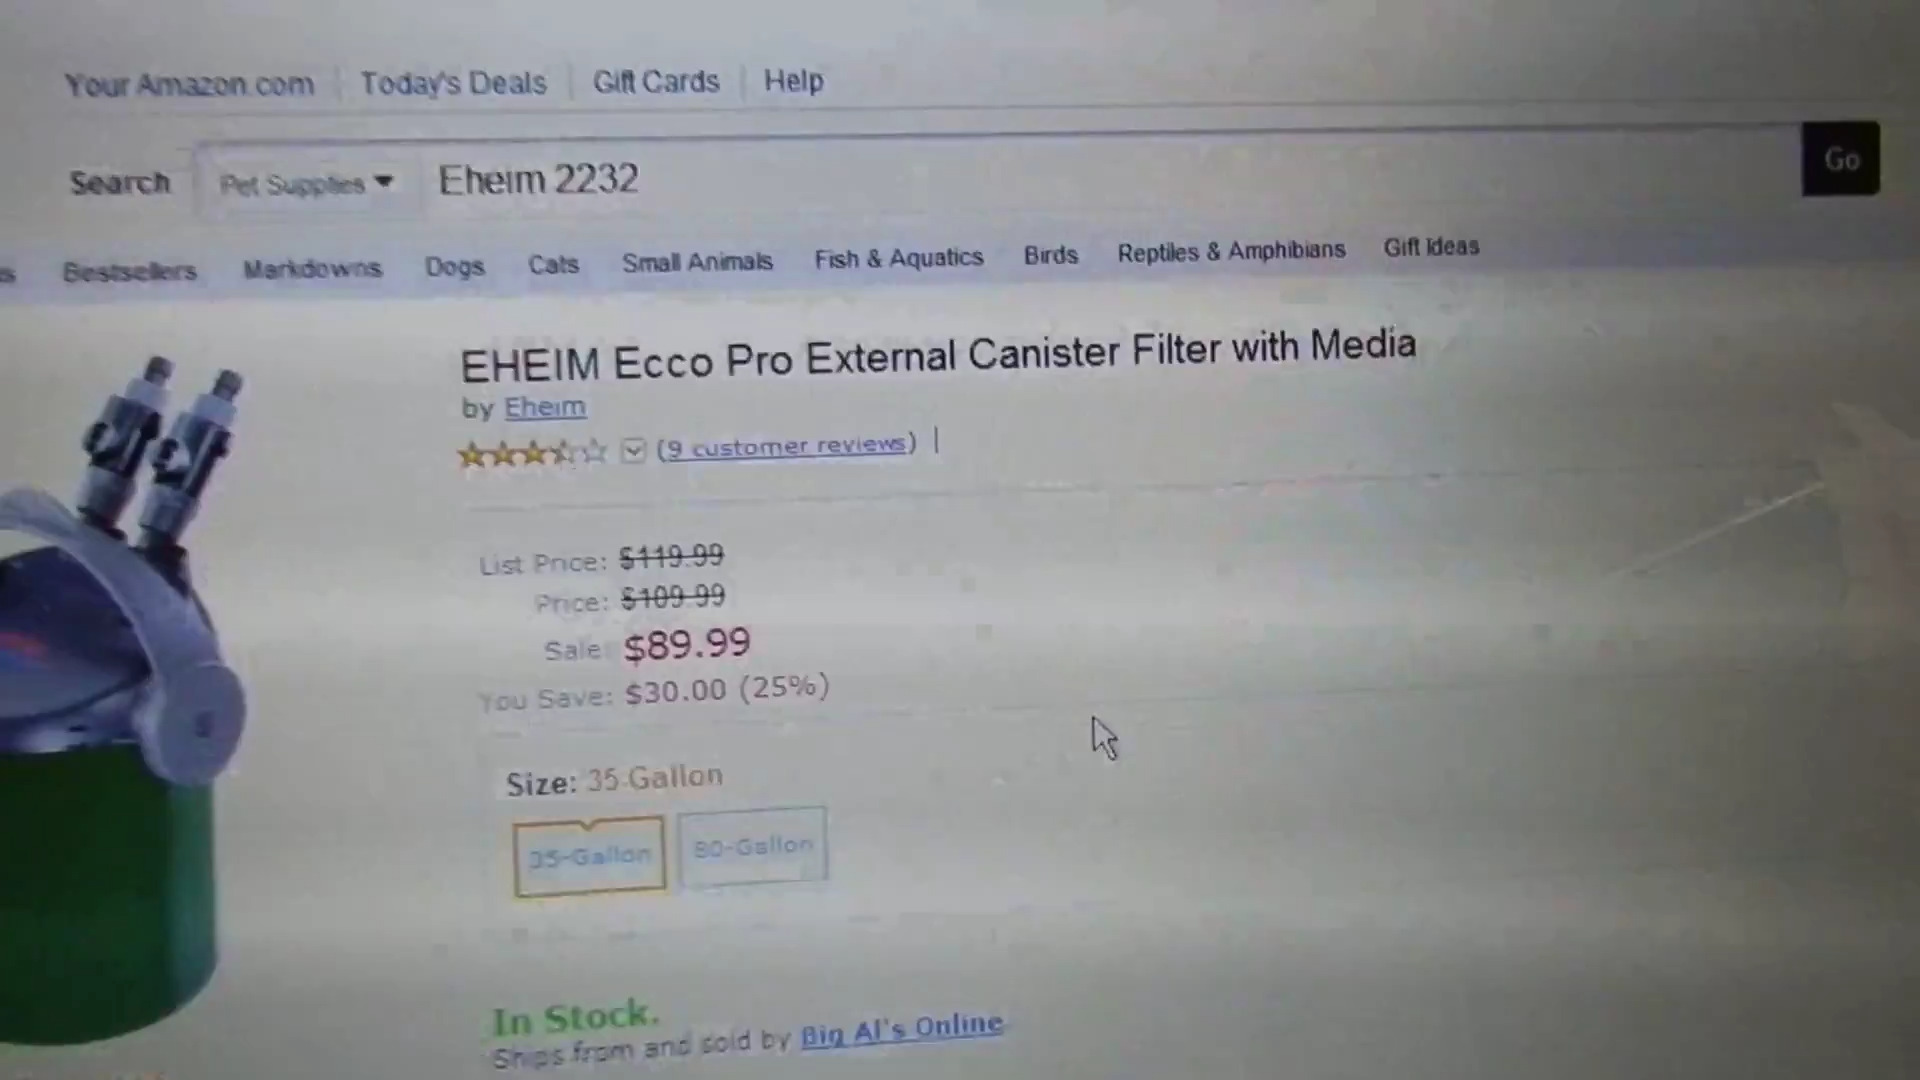 Your Amazon.com | Today's Deals | Gift Cards | Help
Search Pet Supplies Eheim 2232 Go
Bestsellers Markdowns Dogs Cats Small Animals Fish & Aquatics Birds Reptiles & Amphibians Gift Ideas
EHEIM Ecco Pro External Canister Filter with Media
by Eheim
(9 customer reviews) |
List Price: $119.99
Price: $109.99
Sale: $89.99
You Save: $30.00 (25%)
Size: 35-Gallon
35-Gallon 80-Gallon
In Stock.
Ships from and sold by Big Al's Online